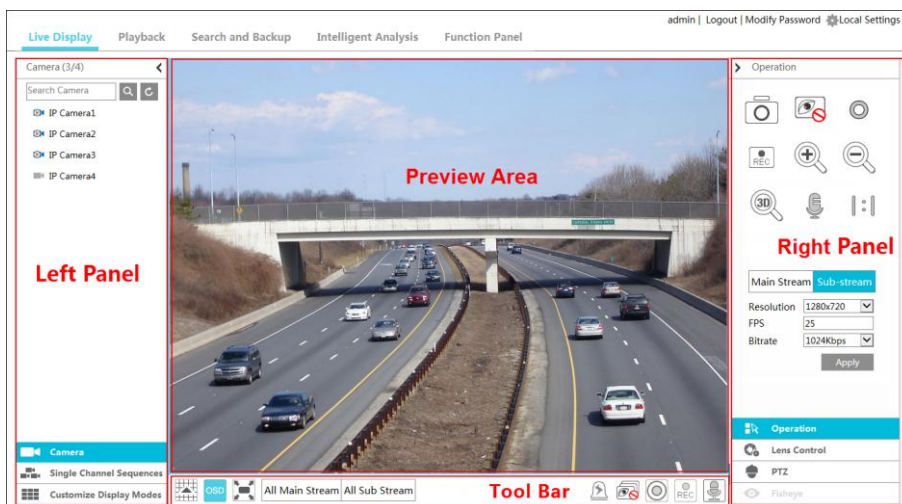 admin | Logout | Modify Password Local Settings
Live Display Playback Search and Backup Intelligent Analysis Function Panel
Camera (3/4)
Search Camera
IP Camera1
IP Camera2
IP Camera3
IP Camera4
Left Panel
Camera
Single Channel Sequences
Customize Display Modes
Preview Area
OSD All Main Stream All Sub Stream Tool Bar REC
Operation
REC
3D 1:1
Right Panel
Main Stream Sub-stream
Resolution 1280x720
FPS 25
Bitrate 1024Kbps
Apply
Operation
Lens Control
PTZ
Fisheye